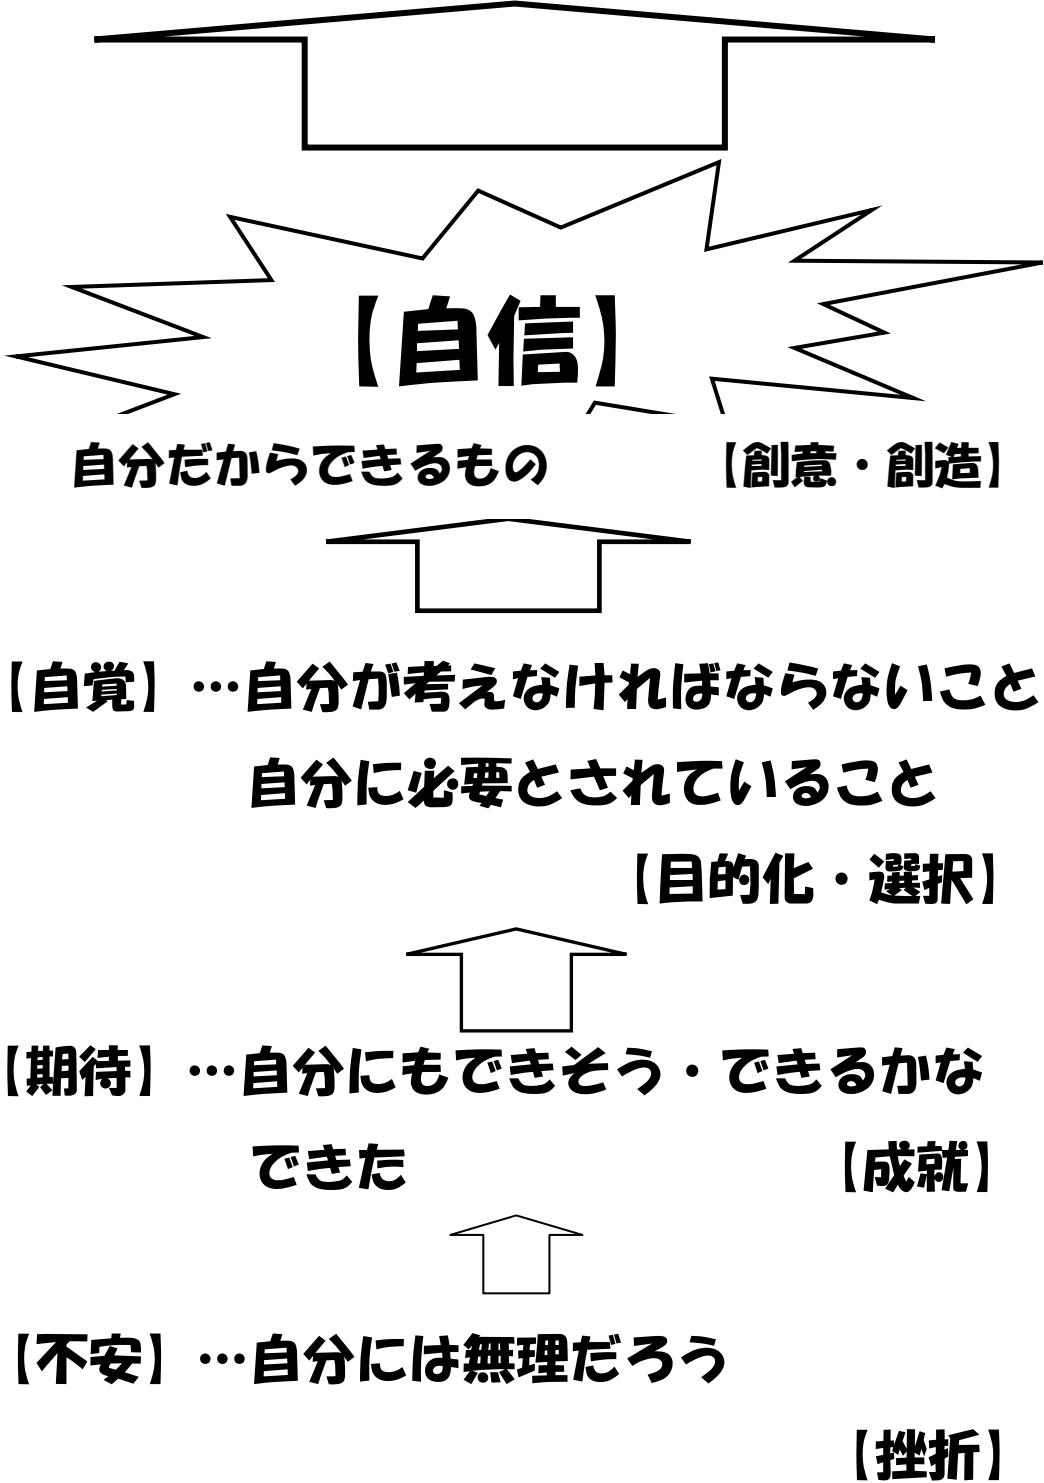 【自信】
自分だからできるもの 【創意・創造】
【自覚】…自分が考えなければならないこと
自分に必要とされていること
【目的化・選択】
【期待】…自分にもできそう・できるかな
できた 【成就】
【不安】…自分には無理だろう
【挫折】